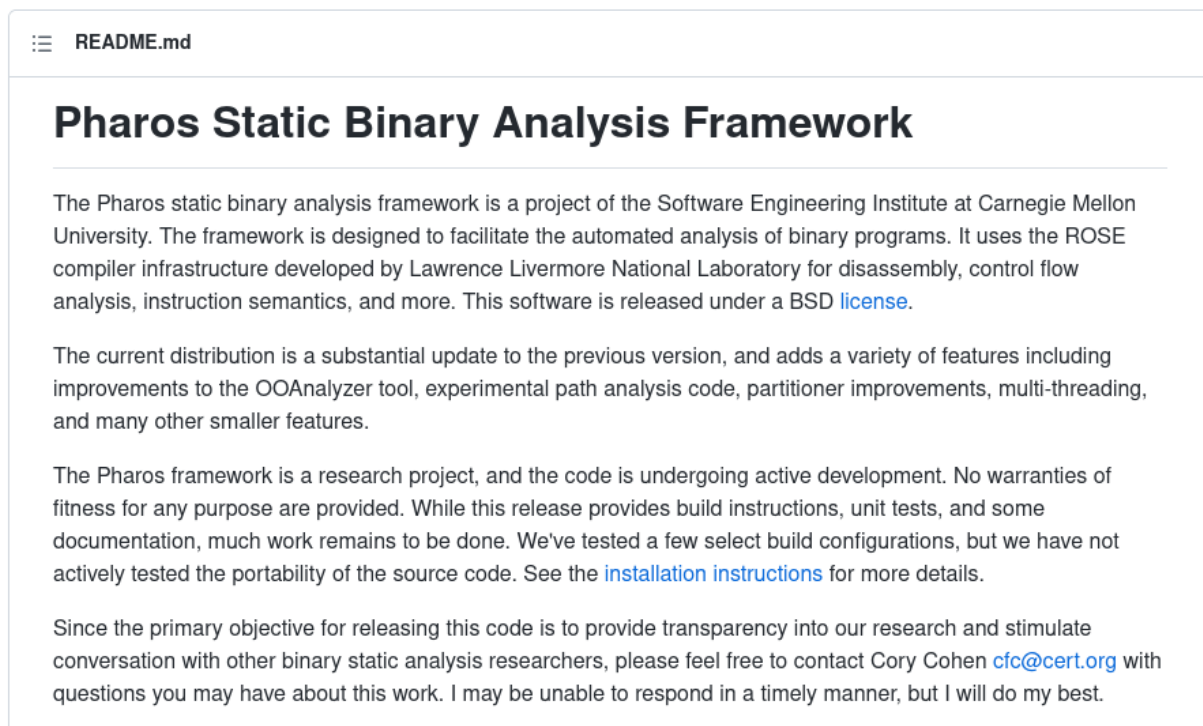 README.md
Pharos Static Binary Analysis Framework
The Pharos static binary analysis framework is a project of the Software Engineering Institute at Carnegie Mellon
University. The framework is designed to facilitate the automated analysis of binary programs. It uses the ROSE
compiler infrastructure developed by Lawrence Livermore National Laboratory for disassembly, control flow
analysis, instruction semantics, and more. This software is released under a BSD license.
The current distribution is a substantial update to the previous version, and adds a variety of features including
improvements to the OOAnalyzer tool, experimental path analysis code, partitioner improvements, multi-threading,
and many other smaller features.
The Pharos framework is a research project, and the code is undergoing active development. No warranties of
fitness for any purpose are provided. While this release provides build instructions, unit tests, and some
documentation, much work remains to be done. We've tested a few select build configurations, but we have not
actively tested the portability of the source code. See the installation instructions for more details.
Since the primary objective for releasing this code is to provide transparency into our research and stimulate
conversation with other binary static analysis researchers, please feel free to contact Cory Cohen cfc@cert.org with
questions you may have about this work. I may be unable to respond in a timely manner, but I will do my best.